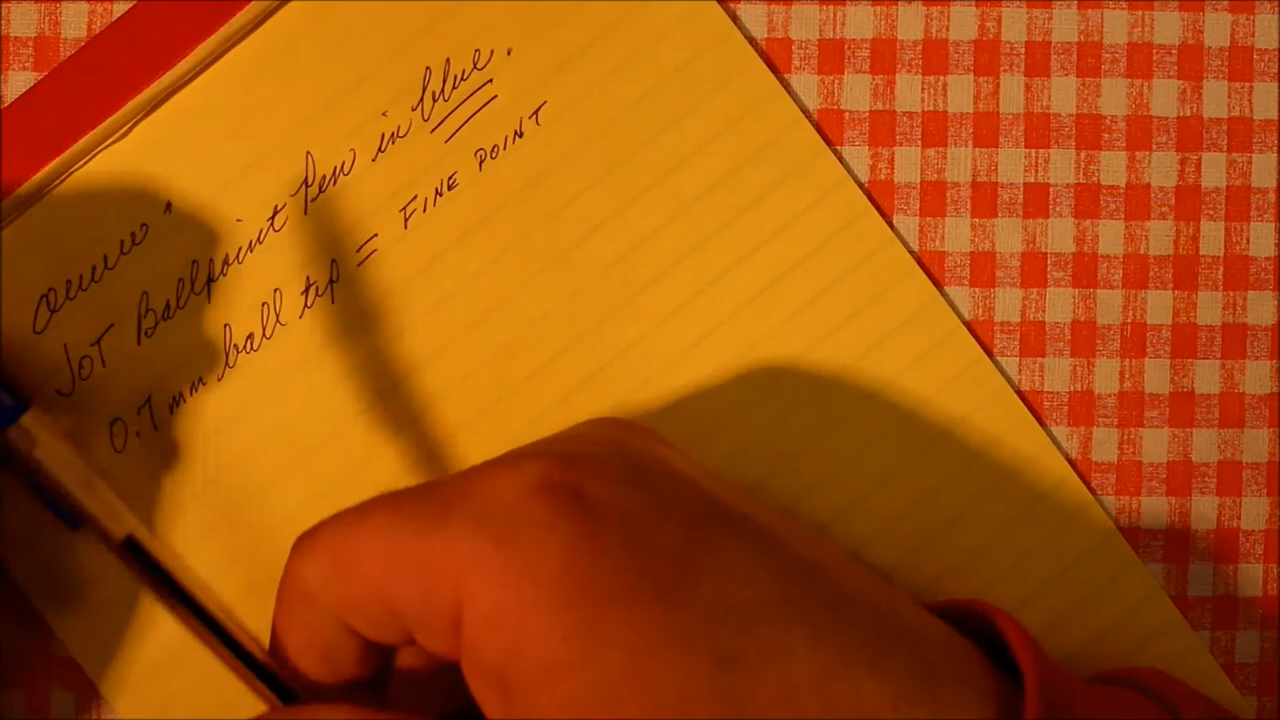 JOT Ballpoint Pen in blue.
0.7 mm ball tip = FINE POINT